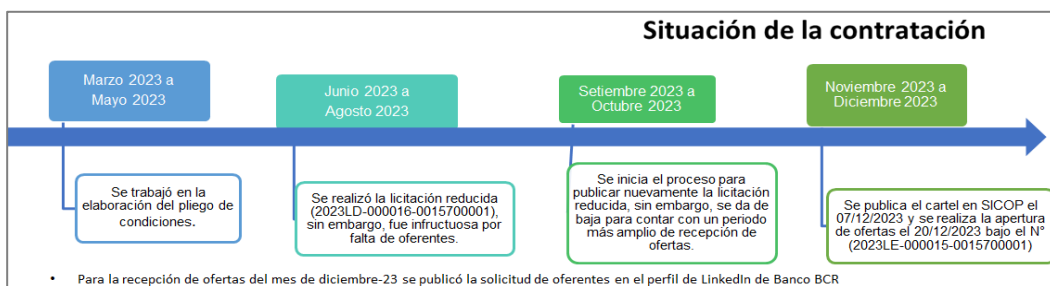 Situación de la contratación
Marzo 2023 a
Mayo 2023
Junio 2023 a
Agosto 2023
Setiembre 2023 a
Octubre 2023
Noviembre 2023 a
Diciembre 2023
Se trabajó en la
elaboración del pliego de
condiciones.
Se realizó la licitación reducida
(2023LD-000016-0015700001),
sin embargo, fue infructuosa por
falta de oferentes.
Se inicia el proceso para
publicar nuevamente la licitación
reducida, sin embargo, se da de
baja para contar con un periodo
más amplio de recepción de
ofertas.
Se publica el cartel en SICOP el
07/12/2023 y se realiza la apertura
de ofertas el 20/12/2023 bajo el N°
(2023LE-000015-0015700001)
• Para la recepción de ofertas del mes de diciembre-23 se publicó la solicitud de oferentes en el perfil de LinkedIn de Banco BCR